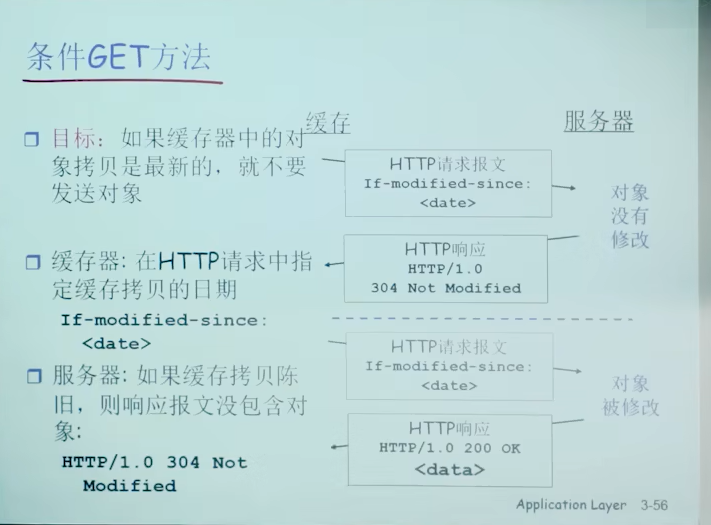 条件GET方法
目标: 如果缓存器中的对
象拷贝是最新的, 就不要
发送对象
缓存器: 在HTTP请求中指
定缓存拷贝的日期
If-modified-since:
<date>
服务器: 如果缓存拷贝陈
旧, 则响应报文没包含对
象:
HTTP/1.0 304 Not
Modified
缓存
服务器
HTTP请求报文
If-modified-since:
<date>
对象
没有
修改
HTTP响应
HTTP/1.0
304 Not Modified
HTTP请求报文
If-modified-since:
<date>
对象
被修改
HTTP响应
HTTP/1.0 200 OK
<data>
Application Layer 3-56